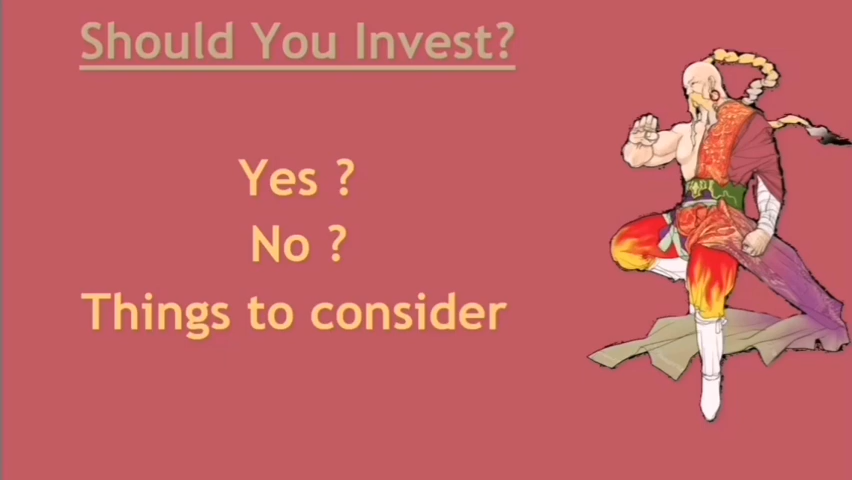 Should You Invest?
Yes ?
No ?
Things to consider